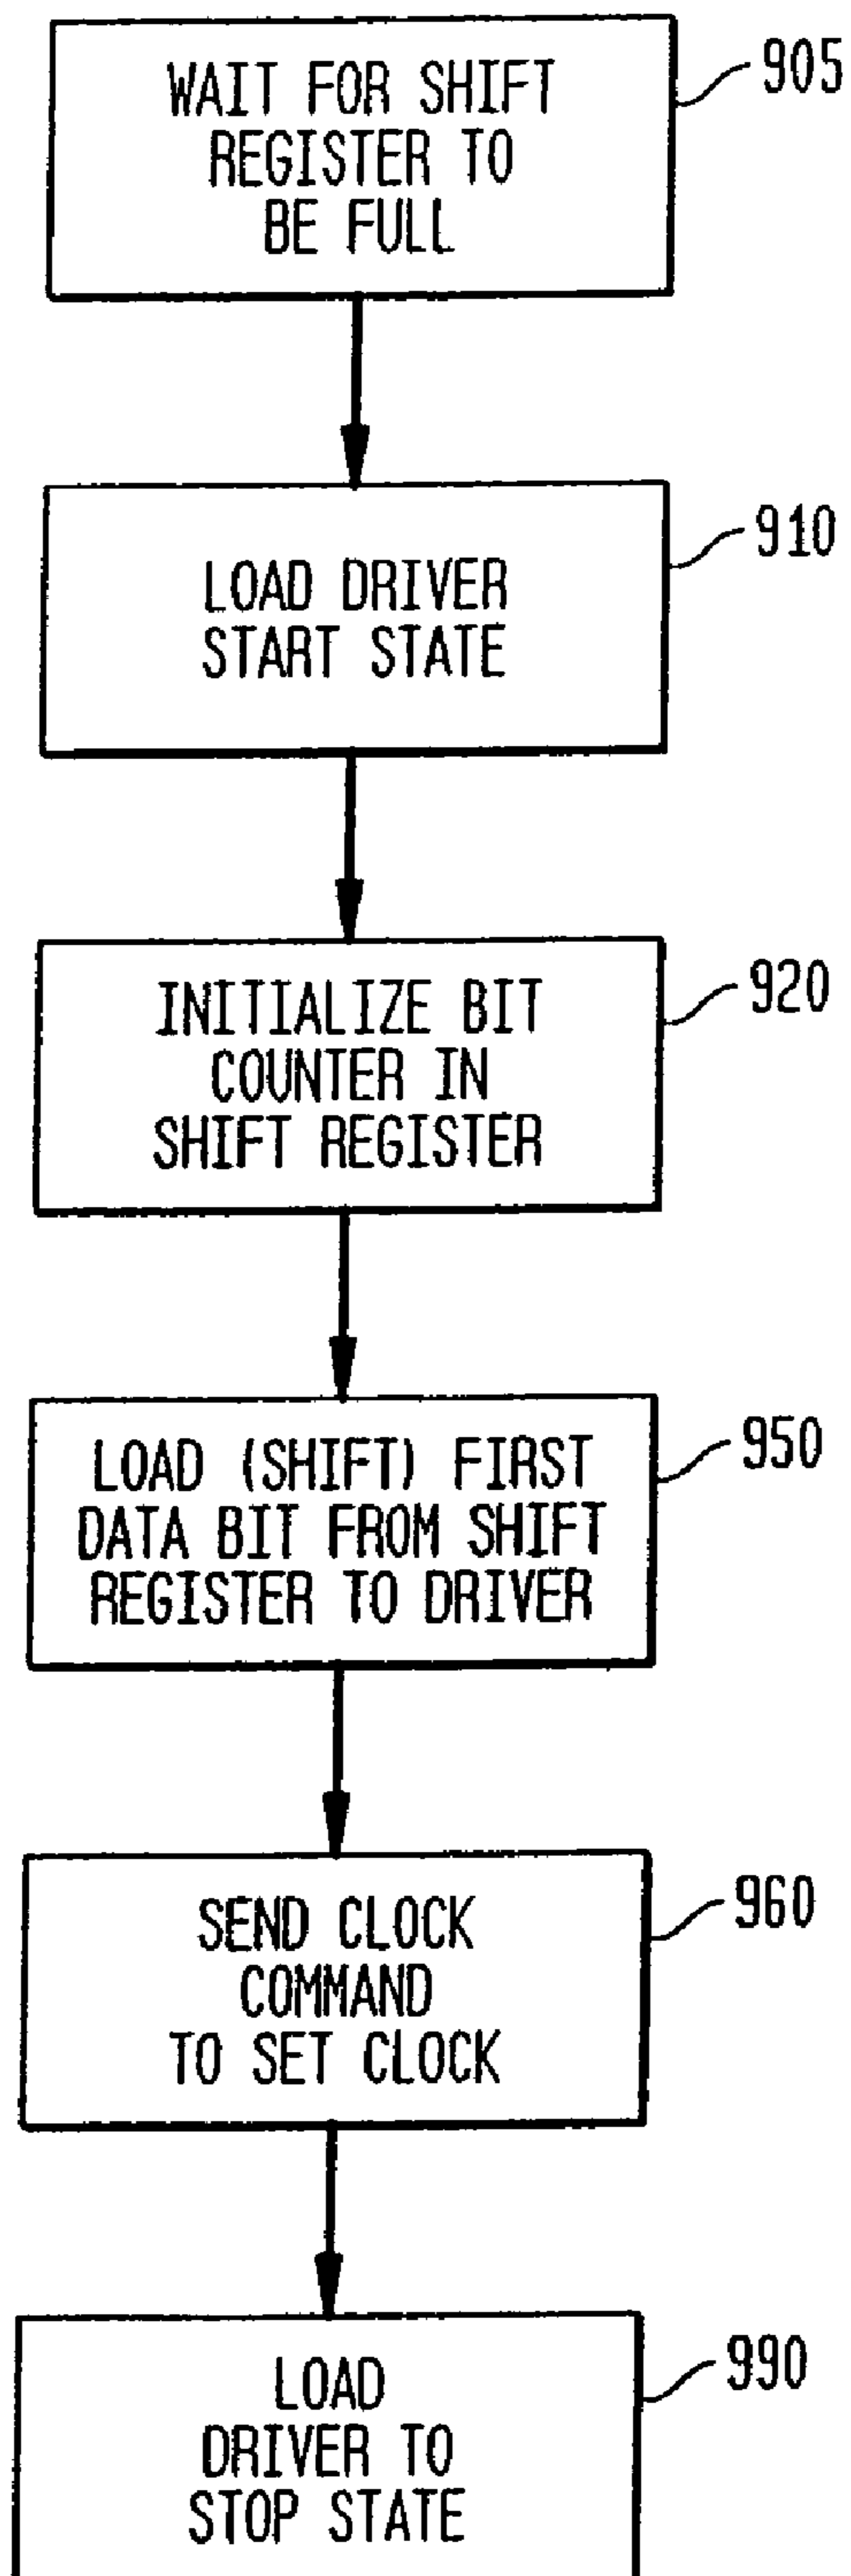 WAIT FOR SHIFT
REGISTER TO
BE FULL
905
LOAD DRIVER
START STATE
910
INITIALIZE BIT
COUNTER IN
SHIFT REGISTER
920
LOAD (SHIFT) FIRST
DATA BIT FROM SHIFT
REGISTER TO DRIVER
950
SEND CLOCK
COMMAND
TO SET CLOCK
960
LOAD
DRIVER TO
STOP STATE
990